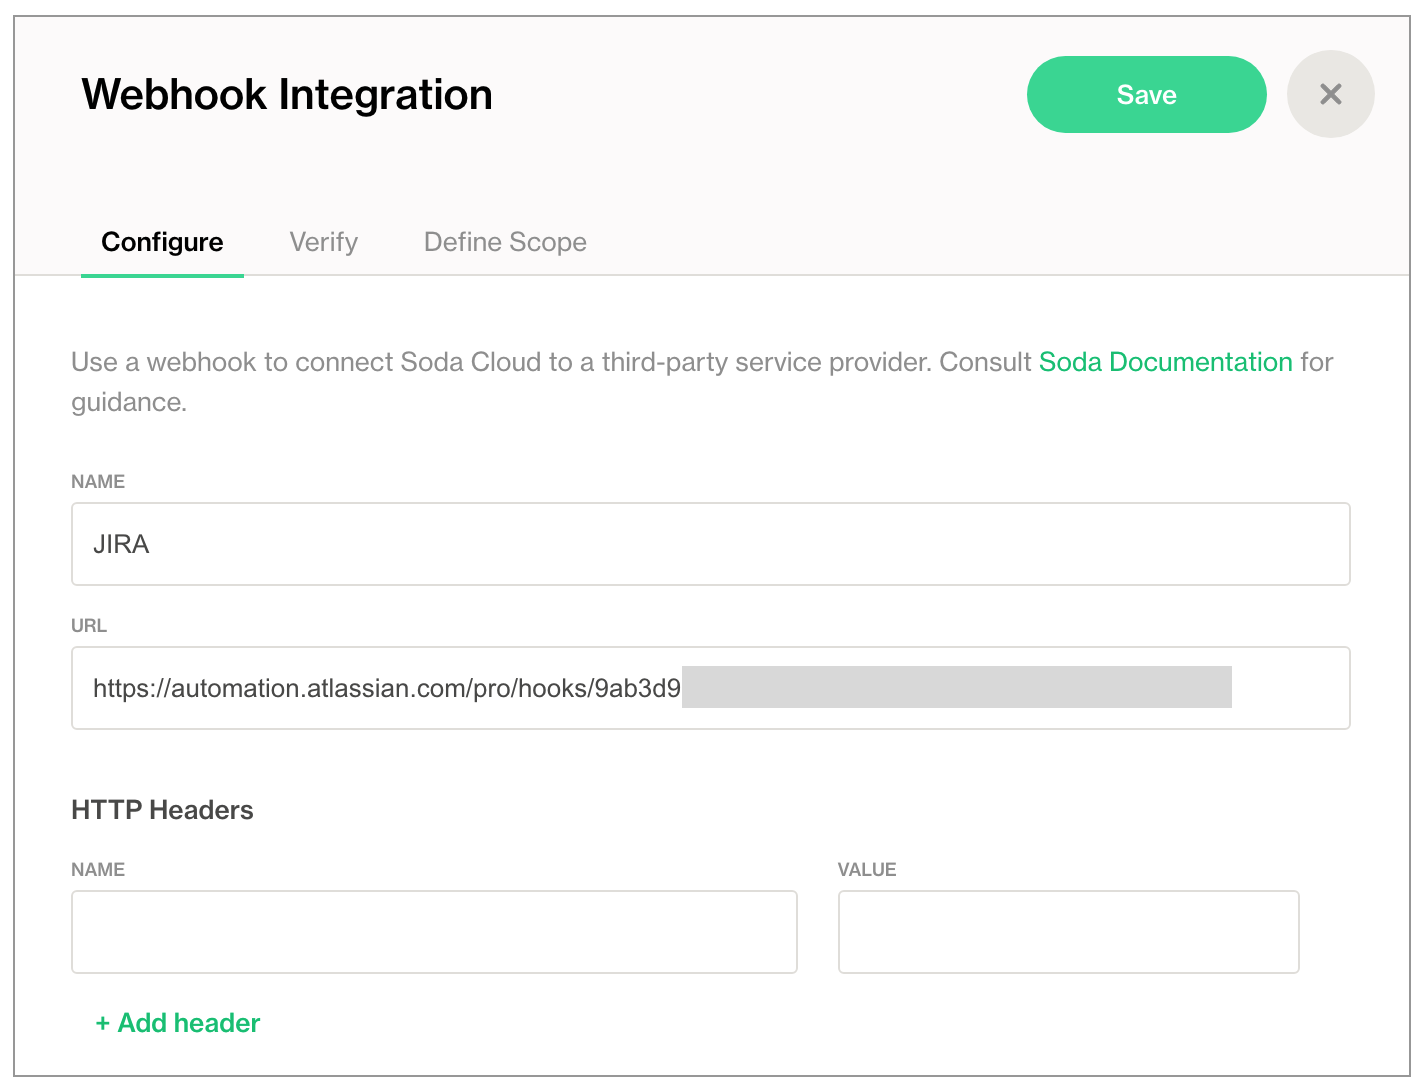 Webhook Integration
Save
Configure
Verify
Define Scope
Use a webhook to connect Soda Cloud to a third-party service provider. Consult Soda Documentation for
guidance.
NAME
JIRA
URL
https://automation.atlassian.com/pro/hooks/9ab3d9
HTTP Headers
NAME
VALUE
+ Add header